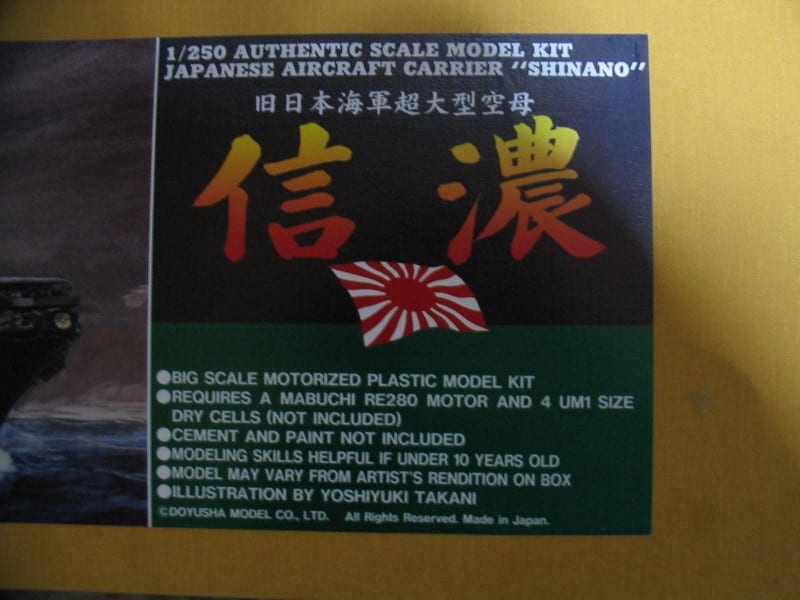 1/250 AUTHENTIC SCALE MODEL KIT
JAPANESE AIRCRAFT CARRIER "SHINANO"
旧日本海軍超大型空母
信濃
●BIG SCALE MOTORIZED PLASTIC MODEL KIT
●REQUIRES A MABUCHI RE280 MOTOR AND 4 UM1 SIZE
DRY CELLS (NOT INCLUDED)
●CEMENT AND PAINT NOT INCLUDED
●MODELING SKILLS HELPFUL IF UNDER 10 YEARS OLD
●MODEL MAY VARY FROM ARTIST'S RENDITION ON BOX
●ILLUSTRATION BY YOSHIYUKI TAKANI
©DOYUSHA MODEL CO., LTD. All Rights Reserved. Made in Japan.